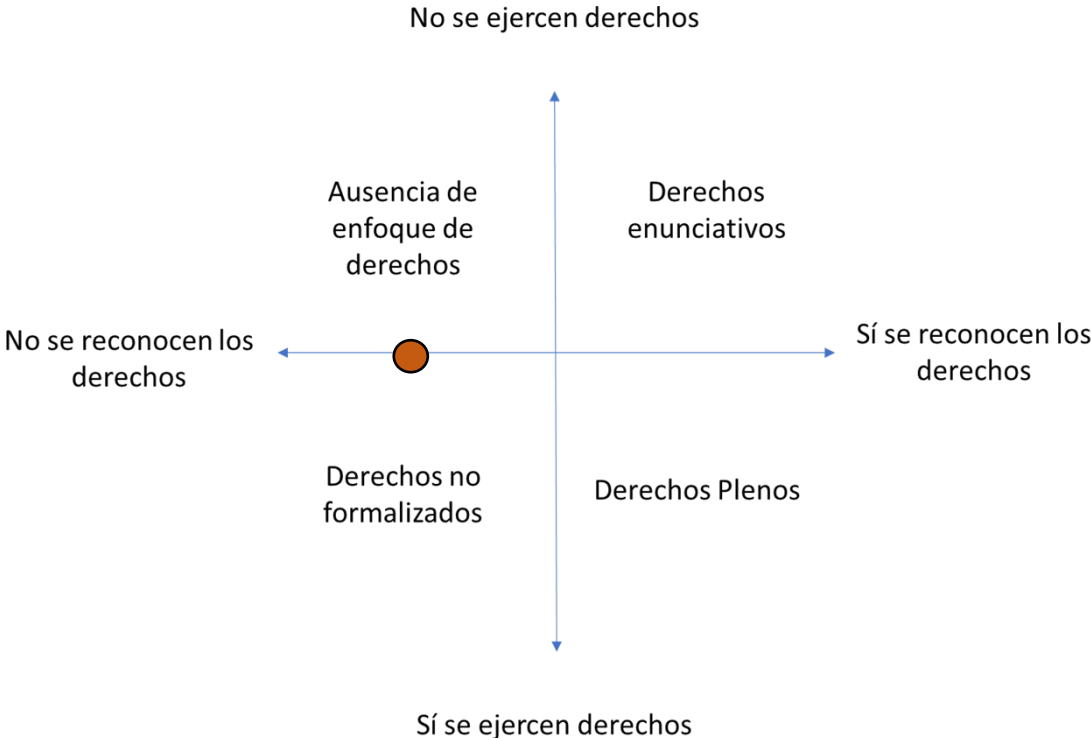 No se ejercen derechos
Ausencia de
enfoque de
derechos
Derechos
enunciativos
No se reconocen los
derechos
Sí se reconocen los
derechos
Derechos no
formalizados
Derechos Plenos
Sí se ejercen derechos